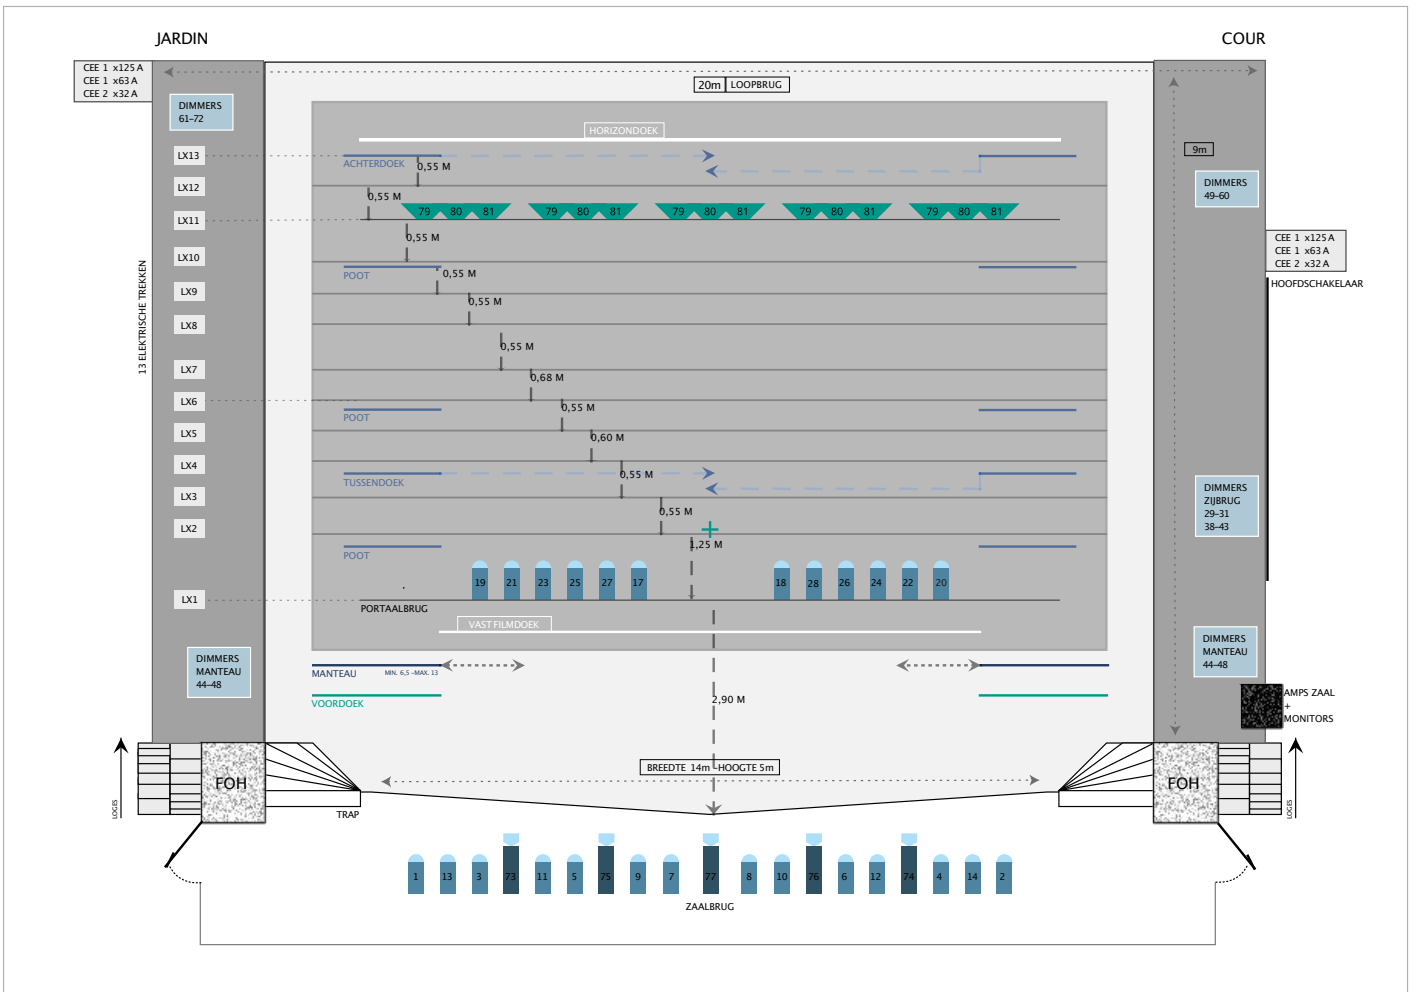 JARDIN
COUR
CEE 1 x125A
CEE 1 x63A
CEE 2 x32A
20m LOOPBRUG
DIMMERS
61-72
HORIZONDOEK
LX13
ACHTERDOEK
0,55 M
9m
LX12
0,55 M
DIMMERS
49-60
LX11
79 80 81 79 80 81 79 80 81 79 80 81 79 80 81
0,55 M
CEE 1 x125A
CEE 1 x63A
CEE 2 x32A
LX10
POOT
0,55 M
HOOFDSCHAKELAAR
13 ELEKTRISCHE TREKKEN
LX9
0,55 M
LX8
0,55 M
LX7
0,68 M
LX6
0,55 M
POOT
LX5
0,60 M
LX4
0,55 M
TUSSENDOEK
DIMMERS
ZIJBRUG
29-31
38-43
LX3
0,55 M
LX2
1,25 M
POOT
19 21 23 25 27 17 18 28 26 24 22 20
LX1
PORTAALBRUG
VAST FILMDOEK
DIMMERS
MANTEAU
44-48
DIMMERS
MANTEAU
44-48
MANTEAU MIN. 6,5 -MAX. 13
VOORDOEK
2,90 M
AMPS ZAAL
+
MONITORS
BREEDTE 14m -HOOGTE 5m
FOH
FOH
LOGES
LOGES
TRAP
1 13 3 73 11 5 75 9 7 77 8 10 76 6 12 74 4 14 2
ZAALBRUG